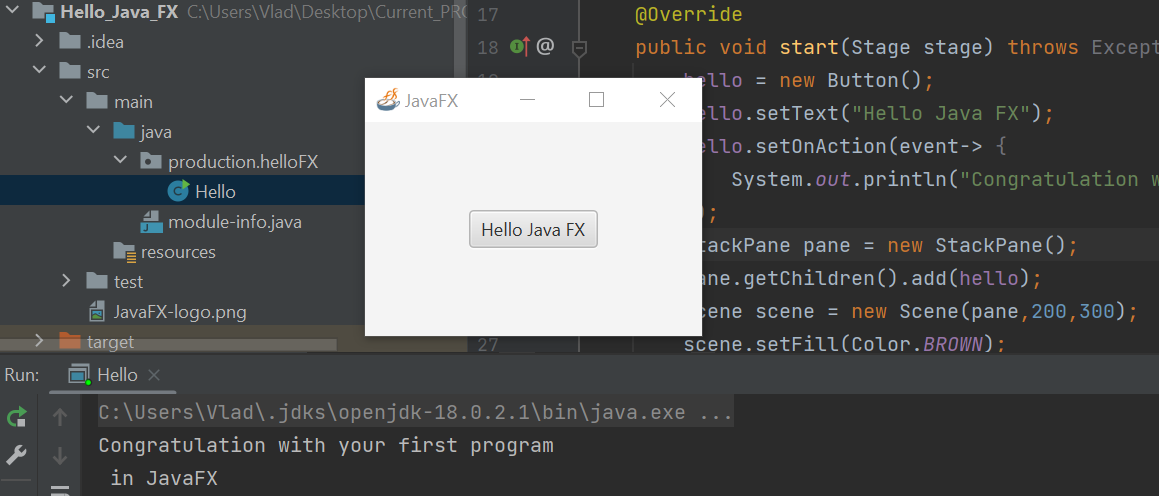 Hello_Java_FX C:\Users\Vlad\Desktop\Current_PR
.idea
src
main
java
production.helloFX
Hello
module-info.java
resources
test
JavaFX-logo.png
target
17 @Override
18 @ public void start(Stage stage) throws Excep
hello = new Button();
ello.setText("Hello Java FX");
ello.setOnAction(event-> {
System.out.println("Congratulation w
);
tackPane pane = new StackPane();
ane.getChildren().add(hello);
cene scene = new Scene(pane,200,300);
27 scene.setFill(Color.BROWN);
JavaFX
Hello Java FX
Run: Hello
C:\Users\Vlad\.jdks\openjdk-18.0.2.1\bin\java.exe ...
Congratulation with your first program
in JavaFX